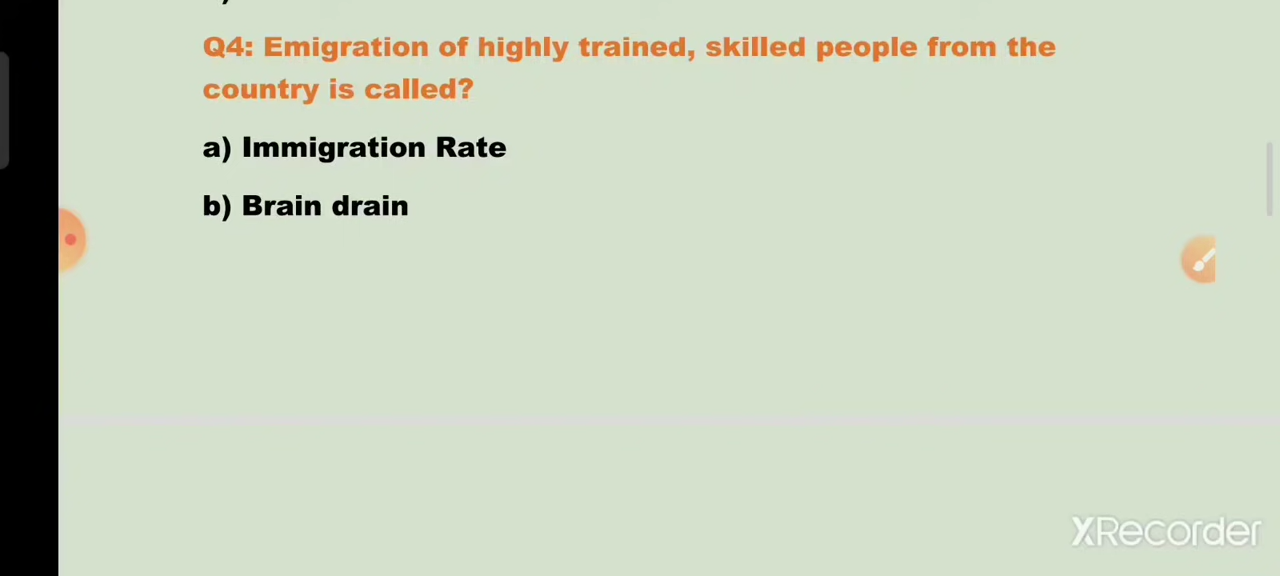 Q4: Emigration of highly trained, skilled people from the
country is called?
a) Immigration Rate
b) Brain drain
XRecorder